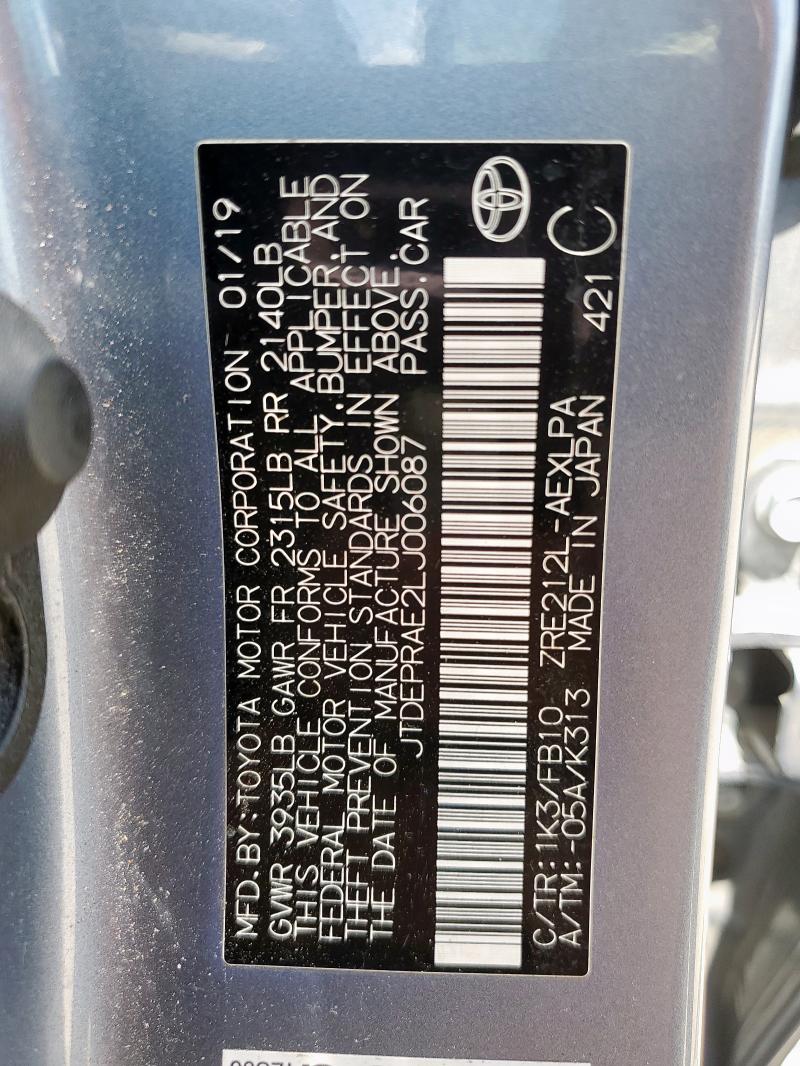 MFD.BY:TOYOTA MOTOR CORPORATION 01/19
GVWR 3935LB GAWR FR 2315LB RR 2140LB
THIS VEHICLE CONFORMS TO ALL APPLICABLE
FEDERAL MOTOR VEHICLE SAFETY,BUMPER,AND
THEFT PREVENTION STANDARDS IN EFFECT ON
THE DATE OF MANUFACTURE SHOWN ABOVE.
JTDEPRAE2LJ006087 PASS.CAR
C/TR:1K3/FB10 ZRE212L-AEXLPA
A/TM:-05A/K313 MADE IN JAPAN 421 C